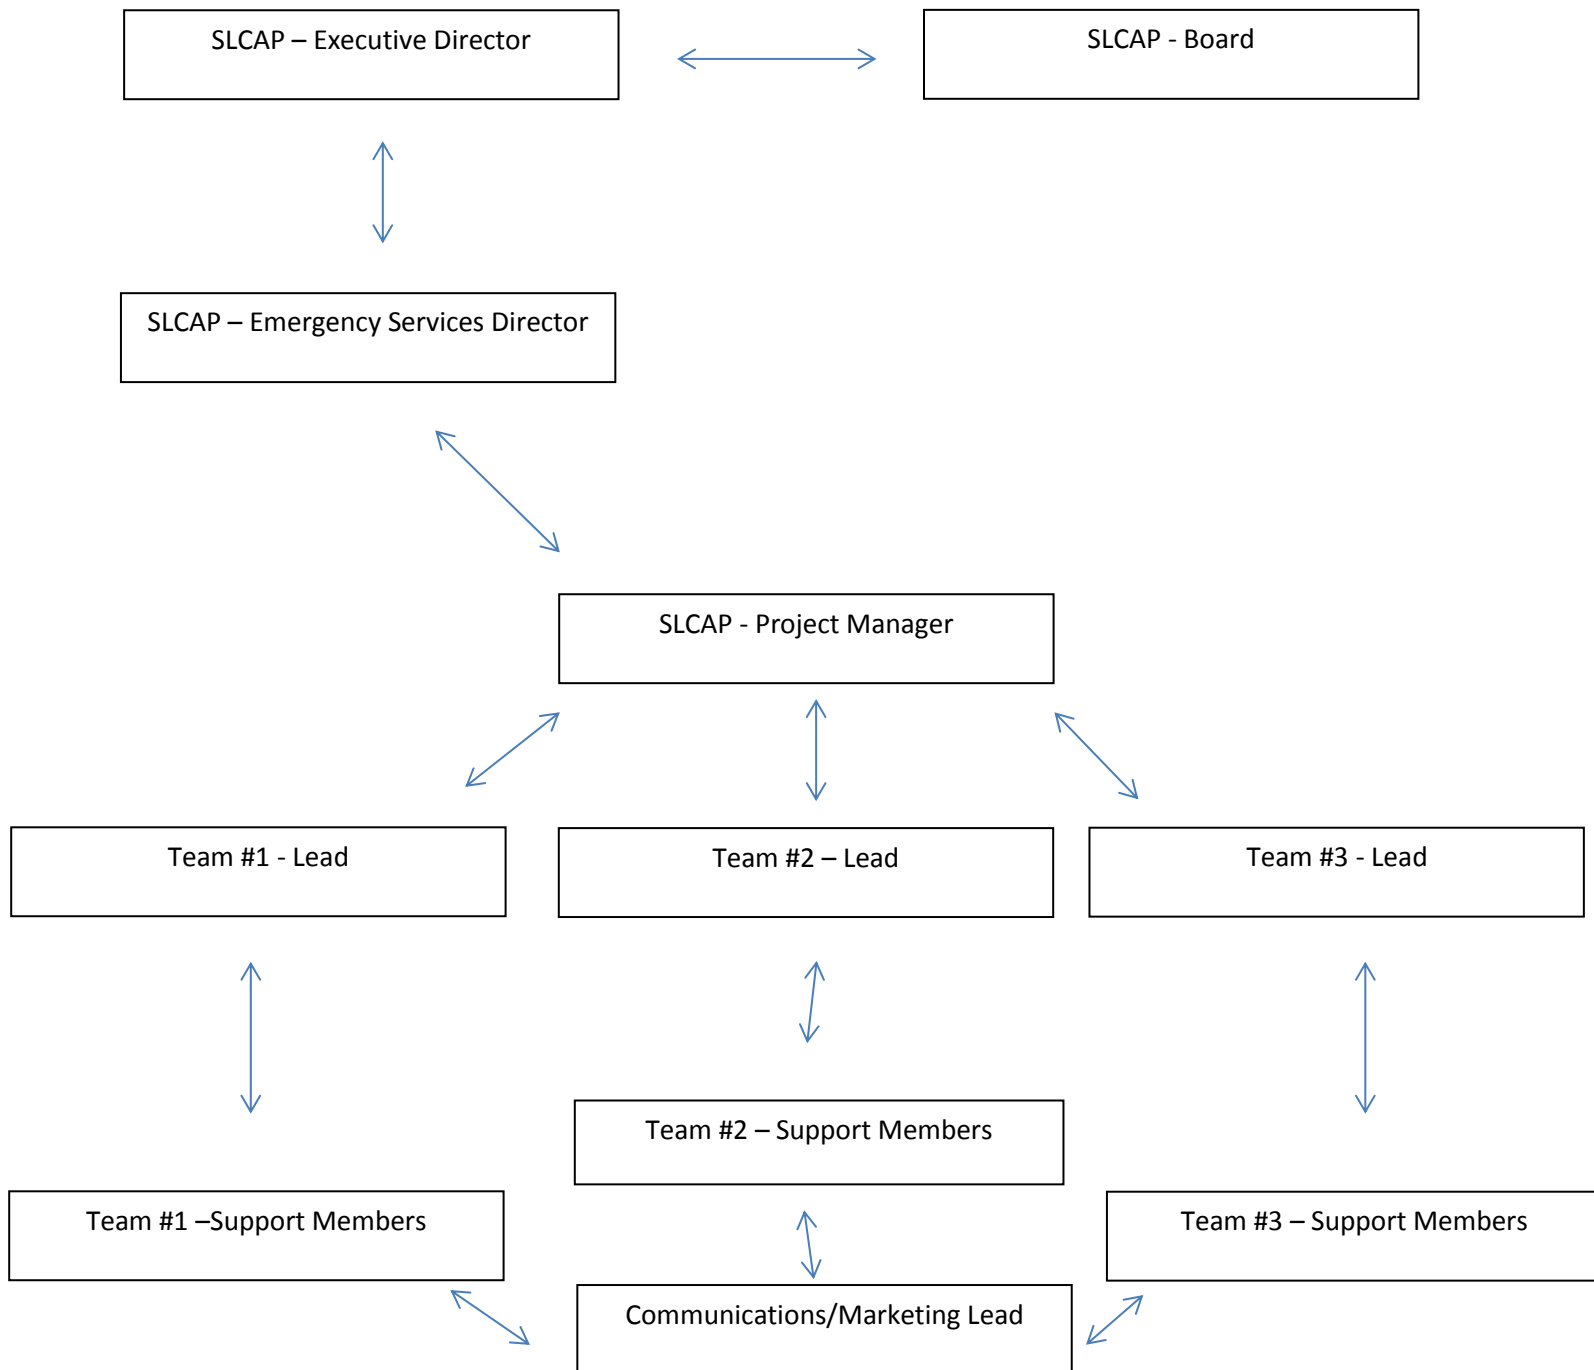 SLCAP – Executive Director
SLCAP - Board
SLCAP – Emergency Services Director
SLCAP - Project Manager
Team #1 - Lead
Team #2 – Lead
Team #3 - Lead
Team #2 – Support Members
Team #1 –Support Members
Team #3 – Support Members
Communications/Marketing Lead